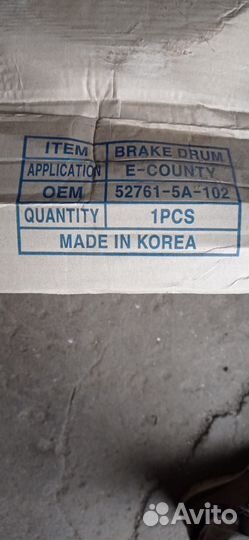 ITEM BRAKE DRUM
APPLICATION E-COUNTY
OEM 52761-5A-102
QUANTITY 1PCS
MADE IN KOREA
Avito